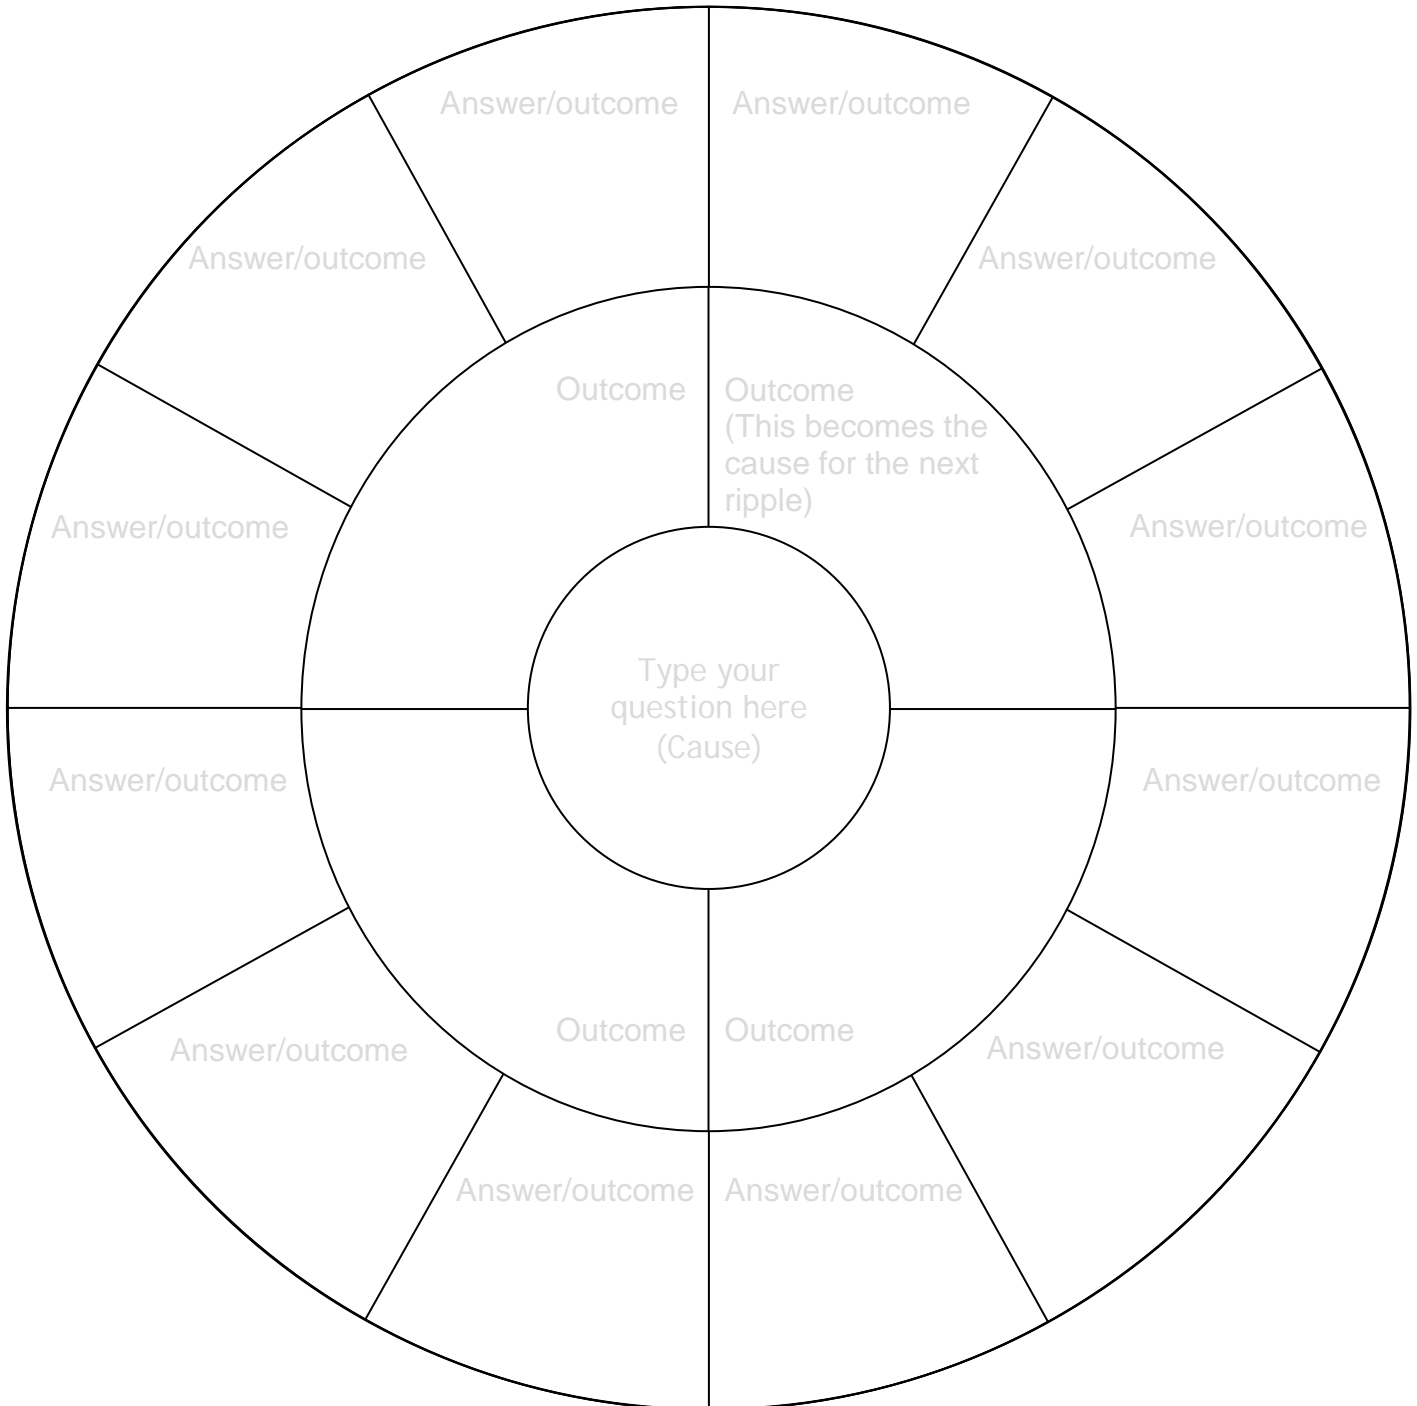 Answer/outcome
Answer/outcome
Answer/outcome
Answer/outcome
Outcome
Outcome
(This becomes the
cause for the next
ripple)
Answer/outcome
Answer/outcome
Type your
question here
(Cause)
Answer/outcome
Answer/outcome
Outcome
Outcome
Answer/outcome
Answer/outcome
Answer/outcome
Answer/outcome